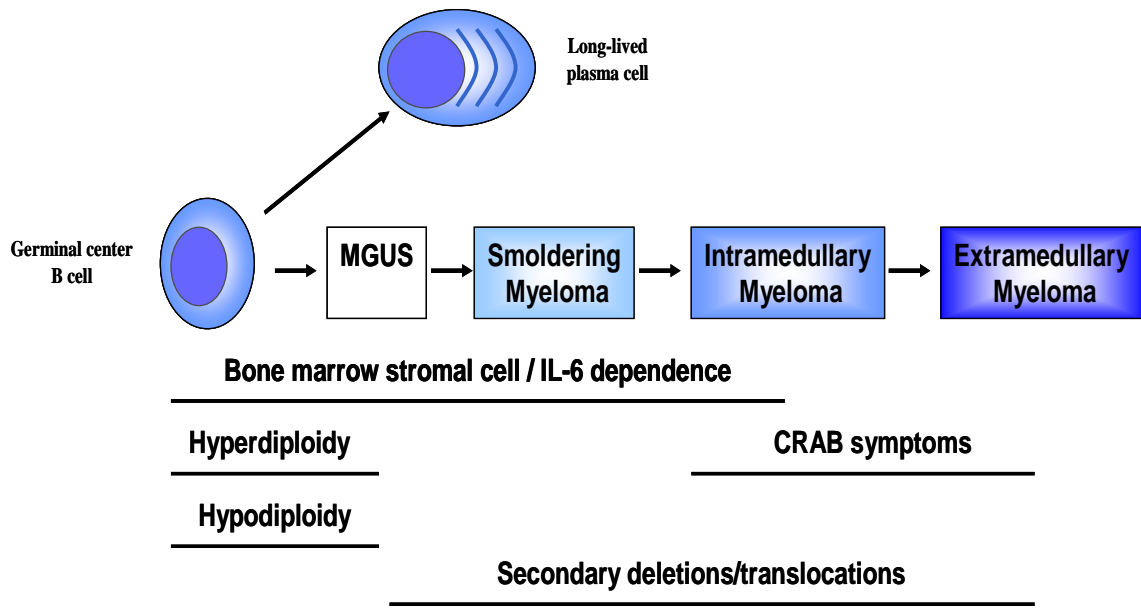 Long-lived
plasma cell
Germinal center
B cell
MGUS
Smoldering
Myeloma
Intramedullary
Myeloma
Extramedullary
Myeloma
Bone marrow stromal cell / IL-6 dependence
Hyperdiploidy
CRAB symptoms
Hypodiploidy
Secondary deletions/translocations